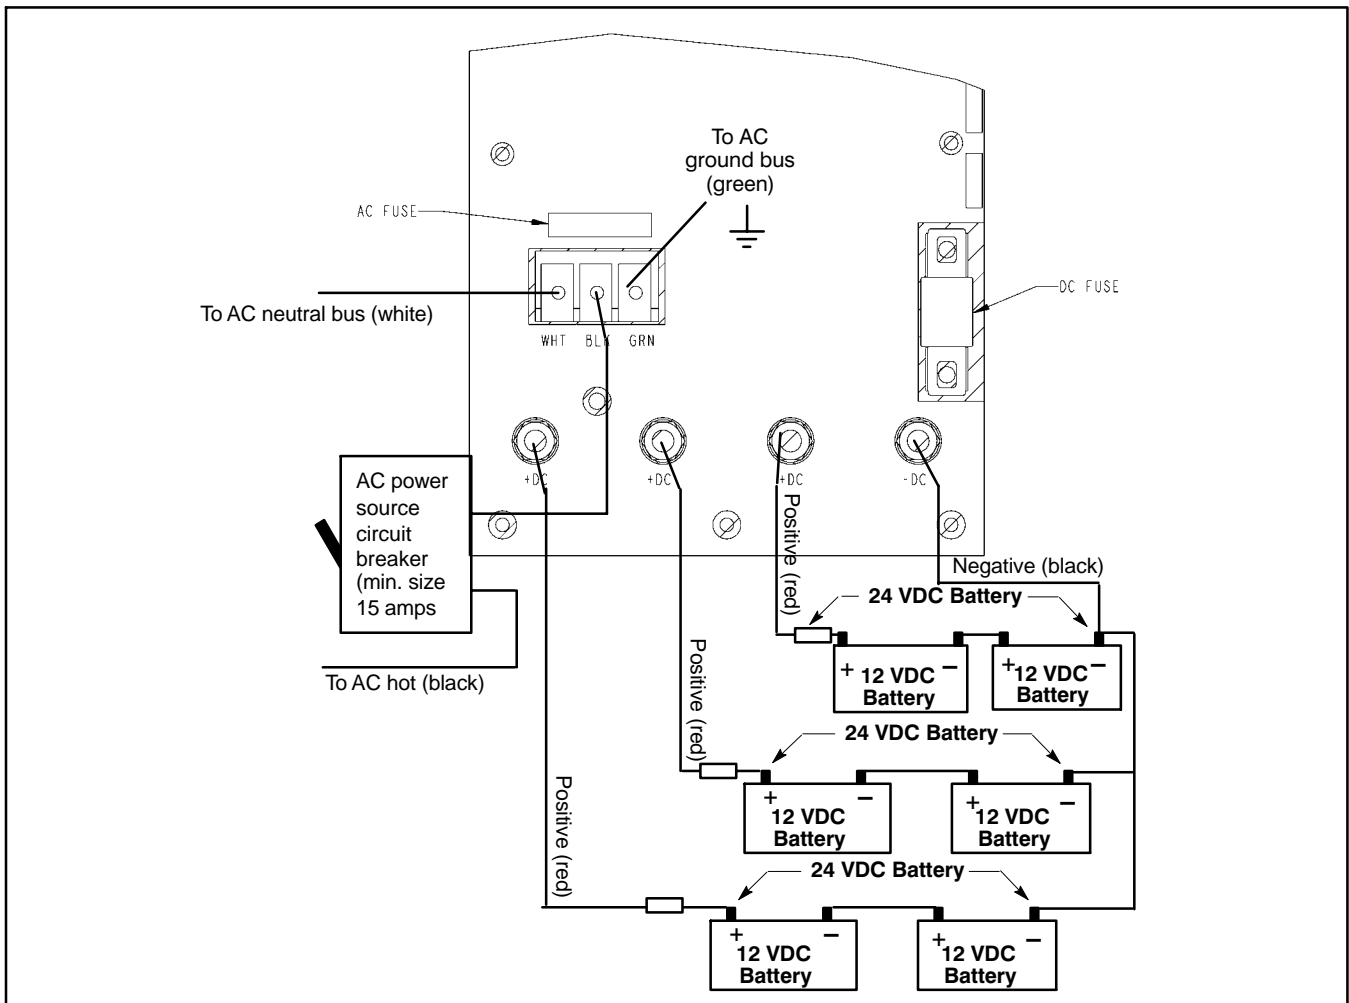 To AC
ground bus
(green)
AC FUSE
DC FUSE
To AC neutral bus (white)
WHT BLK GRN
+DC +DC +DC -DC
AC power
source
circuit
breaker
(min. size
15 amps
To AC hot (black)
Positive (red)
Negative (black)
24 VDC Battery
+ 12 VDC −
Battery
+ 12 VDC −
Battery
Positive (red)
24 VDC Battery
+ −
12 VDC
Battery
+ −
12 VDC
Battery
Positive (red)
24 VDC Battery
+ −
12 VDC
Battery
+ −
12 VDC
Battery